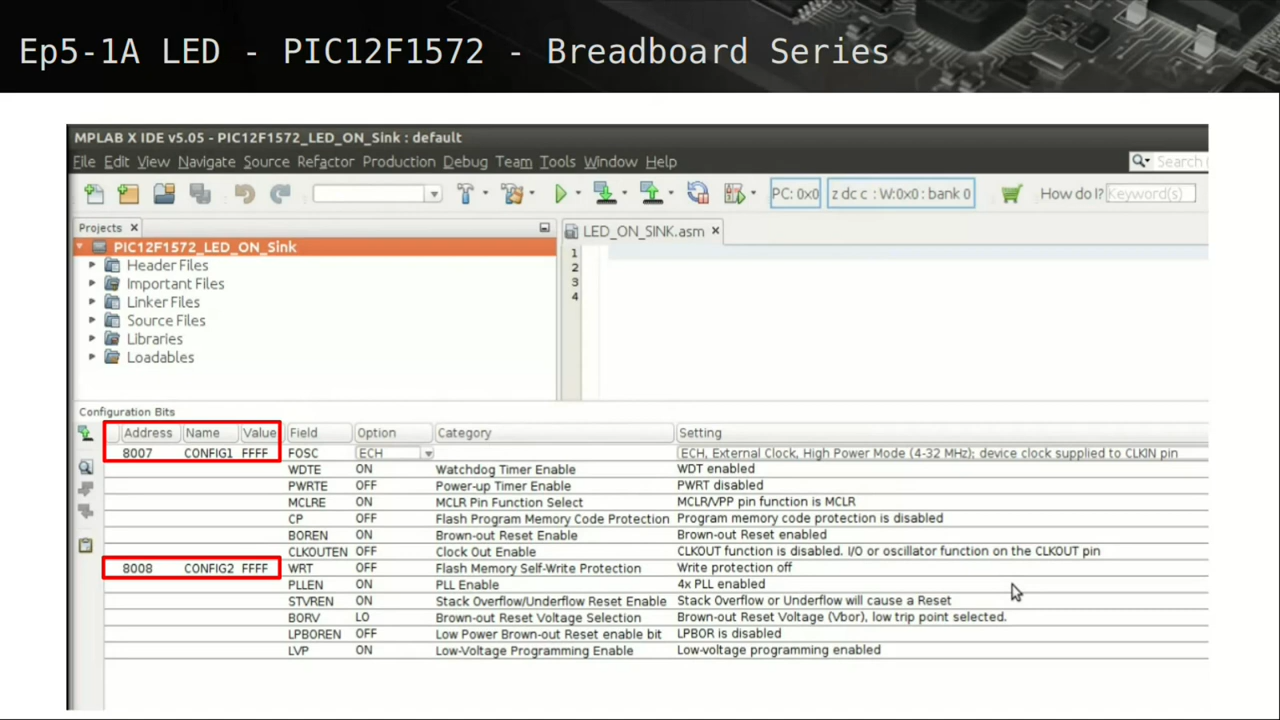 Ep5-1A LED - PIC12F1572 - Breadboard Series
MPLAB X IDE v5.05 - PIC12F1572_LED_ON_Sink : default
File Edit View Navigate Source Refactor Production Debug Team Tools Window Help
Search (
PC: 0x0 z dc c : W:0x0 : bank 0 How do I? Keyword(s)
Projects
LED_ON_SINK.asm
PIC12F1572_LED_ON_Sink
Header Files
Important Files
Linker Files
Source Files
Libraries
Loadables
1
2
3
4
Configuration Bits
Address Name Value Field Option Category Setting
8007 CONFIG1 FFFF FOSC ECH ECH, External Clock, High Power Mode (4-32 MHz); device clock supplied to CLKIN pin
WDTE ON Watchdog Timer Enable WDT enabled
PWRTE OFF Power-up Timer Enable PWRT disabled
MCLRE ON MCLR Pin Function Select MCLR/VPP pin function is MCLR
CP OFF Flash Program Memory Code Protection Program memory code protection is disabled
BOREN ON Brown-out Reset Enable Brown-out Reset enabled
CLKOUTEN OFF Clock Out Enable CLKOUT function is disabled. I/O or oscillator function on the CLKOUT pin
8008 CONFIG2 FFFF WRT OFF Flash Memory Self-Write Protection Write protection off
PLLEN ON PLL Enable 4x PLL enabled
STVREN ON Stack Overflow/Underflow Reset Enable Stack Overflow or Underflow will cause a Reset
BORV LO Brown-out Reset Voltage Selection Brown-out Reset Voltage (Vbor), low trip point selected.
LPBOREN OFF Low Power Brown-out Reset enable bit LPBOR is disabled
LVP ON Low-Voltage Programming Enable Low-voltage programming enabled